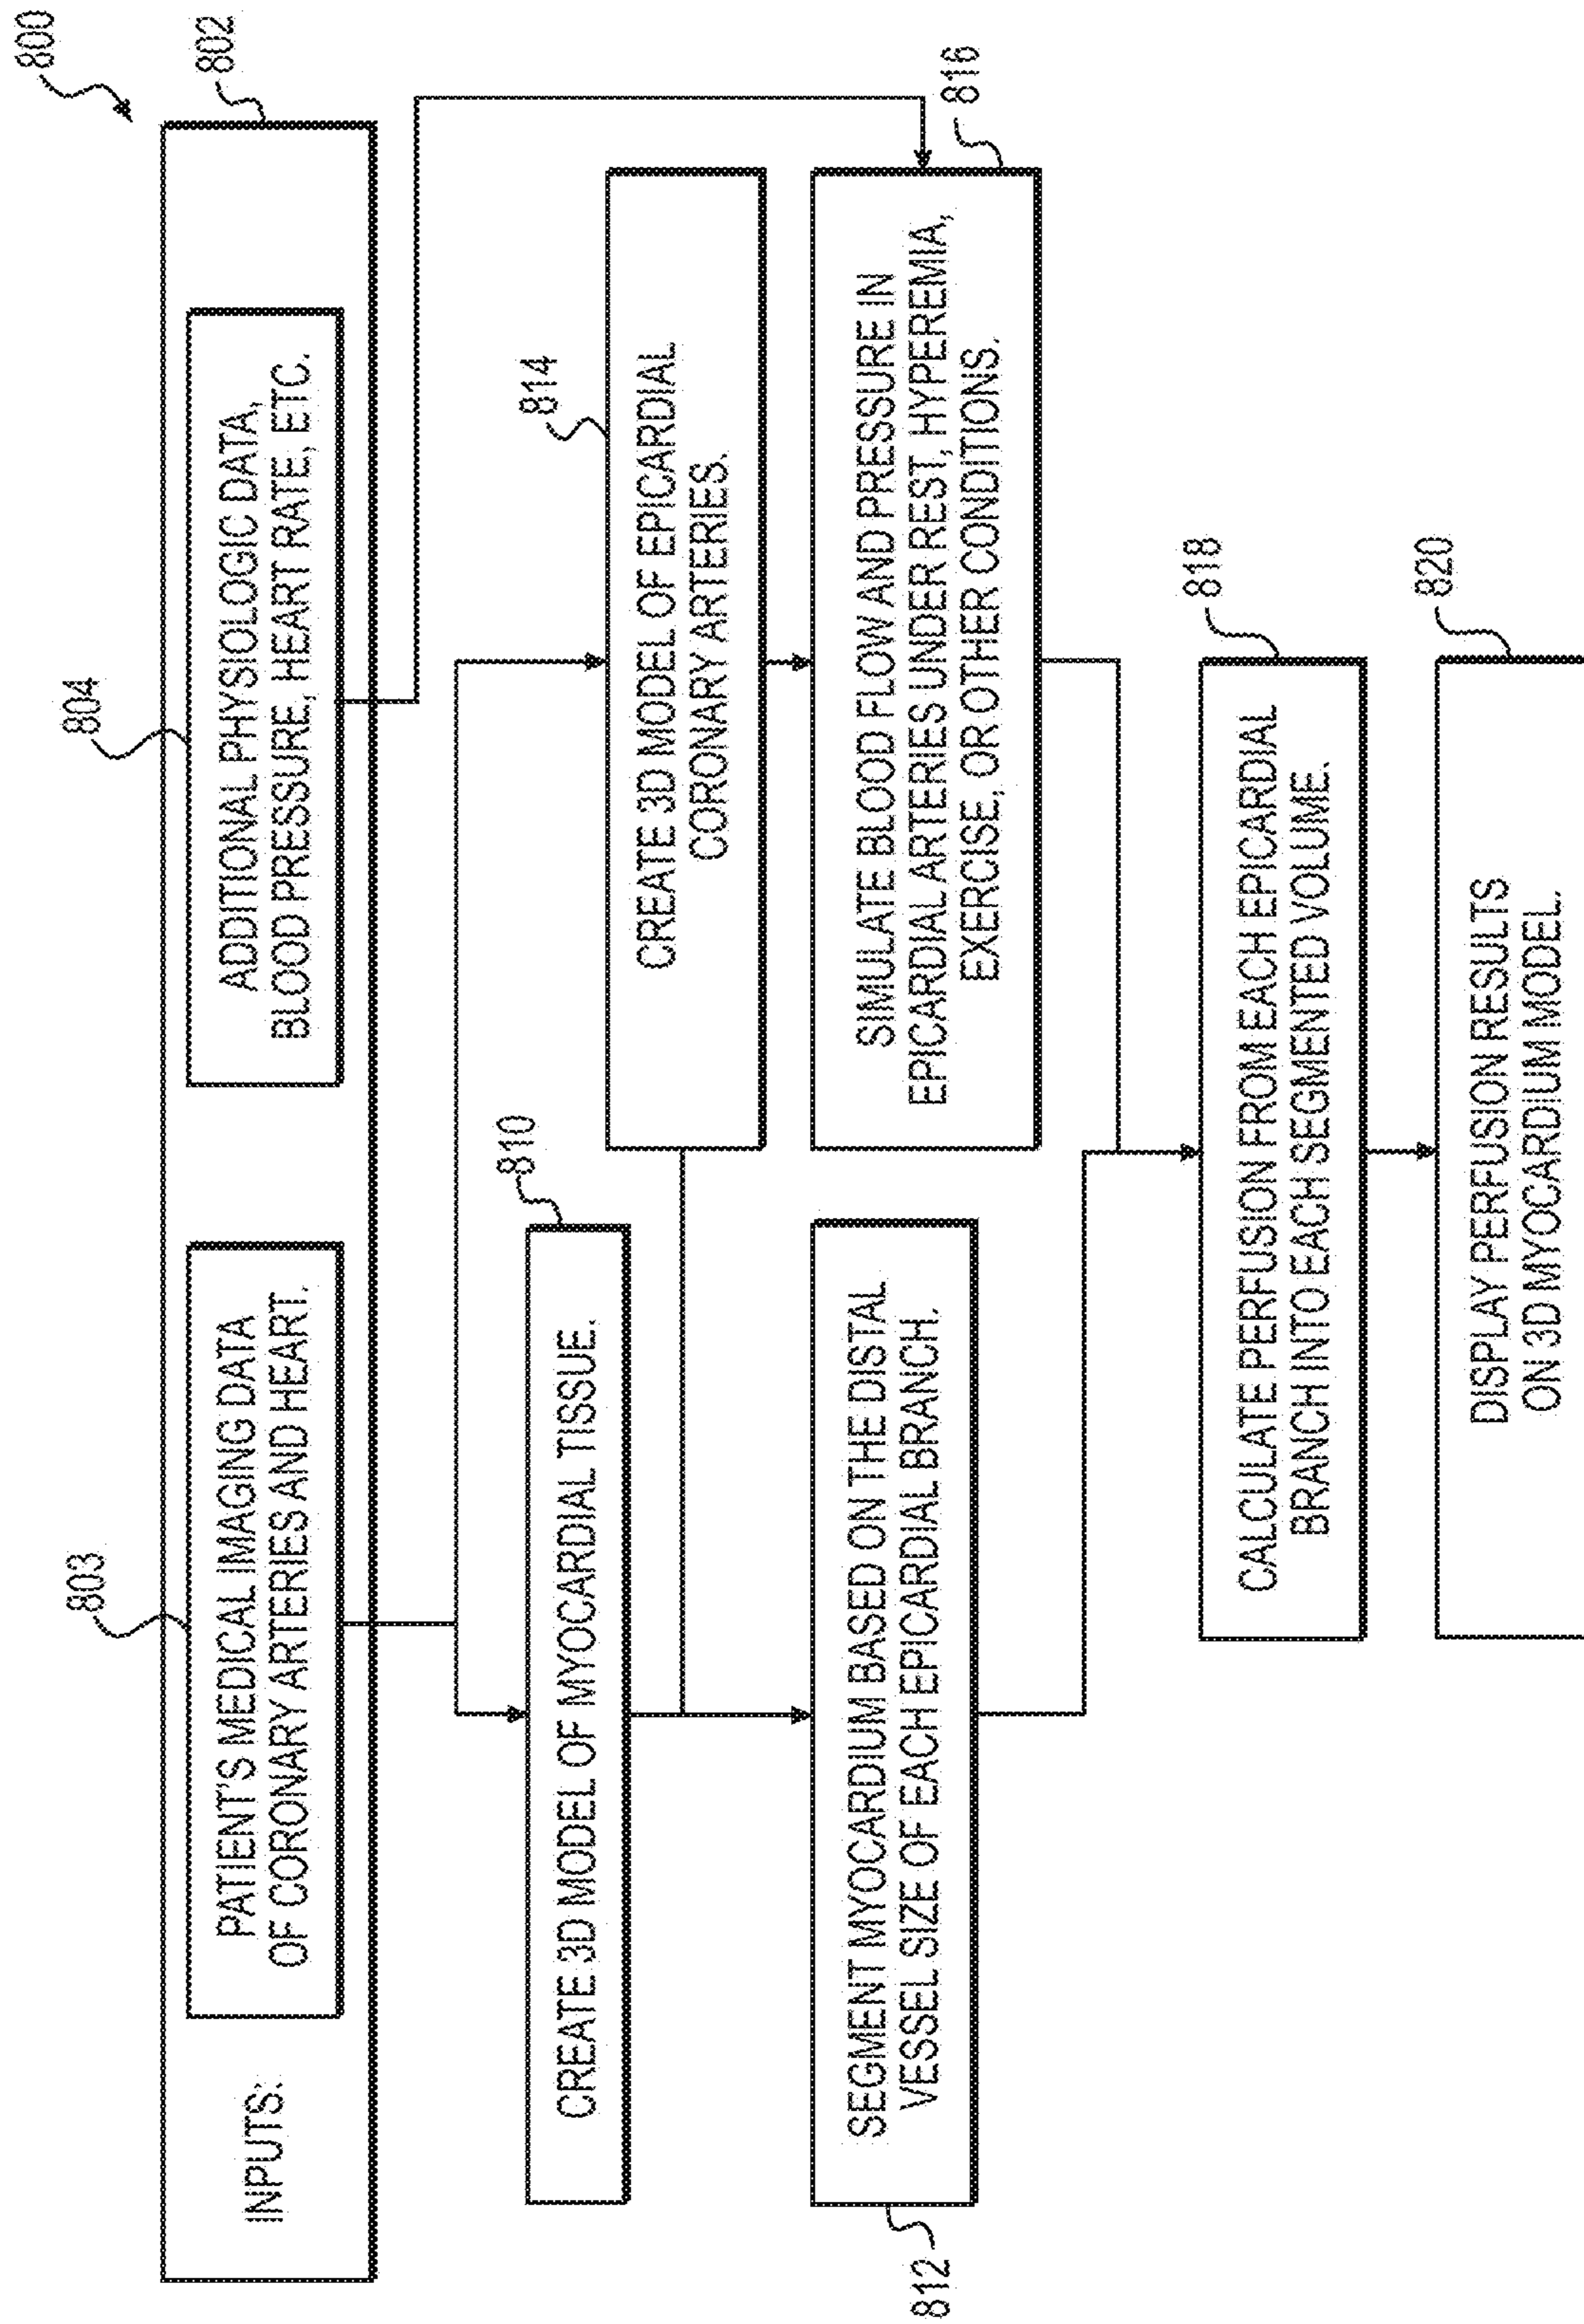 800
802
INPUTS:
803
PATIENT'S MEDICAL IMAGING DATA
OF CORONARY ARTERIES AND HEART.
804
ADDITIONAL PHYSIOLOGIC DATA,
BLOOD PRESSURE, HEART RATE, ETC.
810
CREATE 3D MODEL OF MYOCARDIAL TISSUE.
814
CREATE 3D MODEL OF EPICARDIAL
CORONARY ARTERIES.
812
SEGMENT MYOCARDIUM BASED ON THE DISTAL
VESSEL SIZE OF EACH EPICARDIAL BRANCH.
816
SIMULATE BLOOD FLOW AND PRESSURE IN
EPICARDIAL ARTERIES UNDER REST, HYPEREMIA,
EXERCISE, OR OTHER CONDITIONS.
818
CALCULATE PERFUSION FROM EACH EPICARDIAL
BRANCH INTO EACH SEGMENTED VOLUME.
820
DISPLAY PERFUSION RESULTS
ON 3D MYOCARDIUM MODEL.